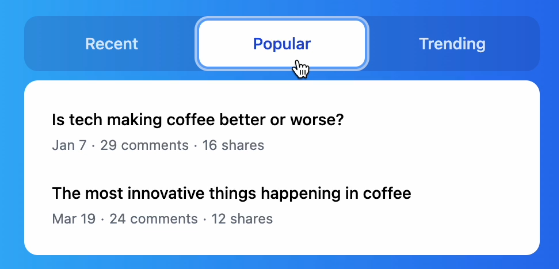 Recent
Popular
Trending
Is tech making coffee better or worse?
Jan 7 · 29 comments · 16 shares
The most innovative things happening in coffee
Mar 19 · 24 comments · 12 shares